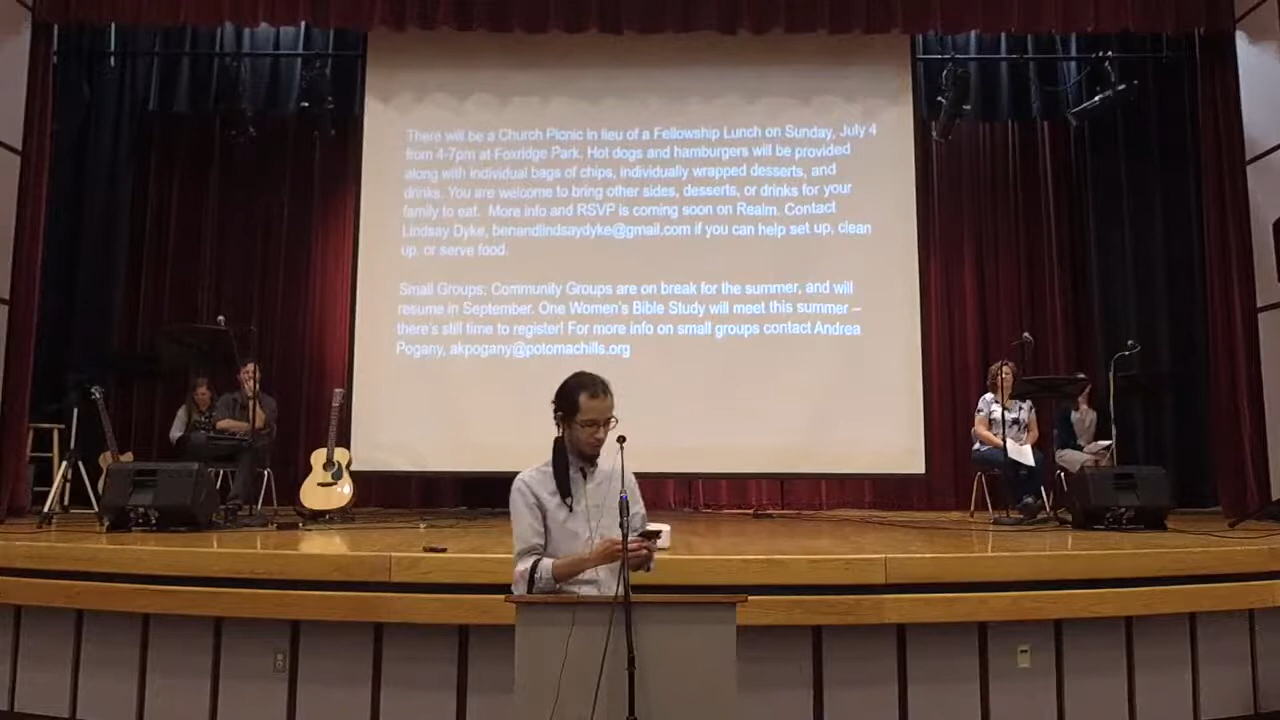 There will be a Church Picnic in lieu of a Fellowship Lunch on Sunday, July 4
from 4-7pm at Foxridge Park. Hot dogs and hamburgers will be provided
along with individual bags of chips, individually wrapped desserts, and
drinks. You are welcome to bring other sides, desserts, or drinks for your
family to eat. More info and RSVP is coming soon on Realm. Contact
Lindsay Dyke, benandlindsaydyke@gmail.com if you can help set up, clean
up, or serve food.
Small Groups: Community Groups are on break for the summer, and will
resume in September. One Women's Bible Study will meet this summer –
there's still time to register! For more info on small groups contact Andrea
Pogany, akpogany@potomachills.org